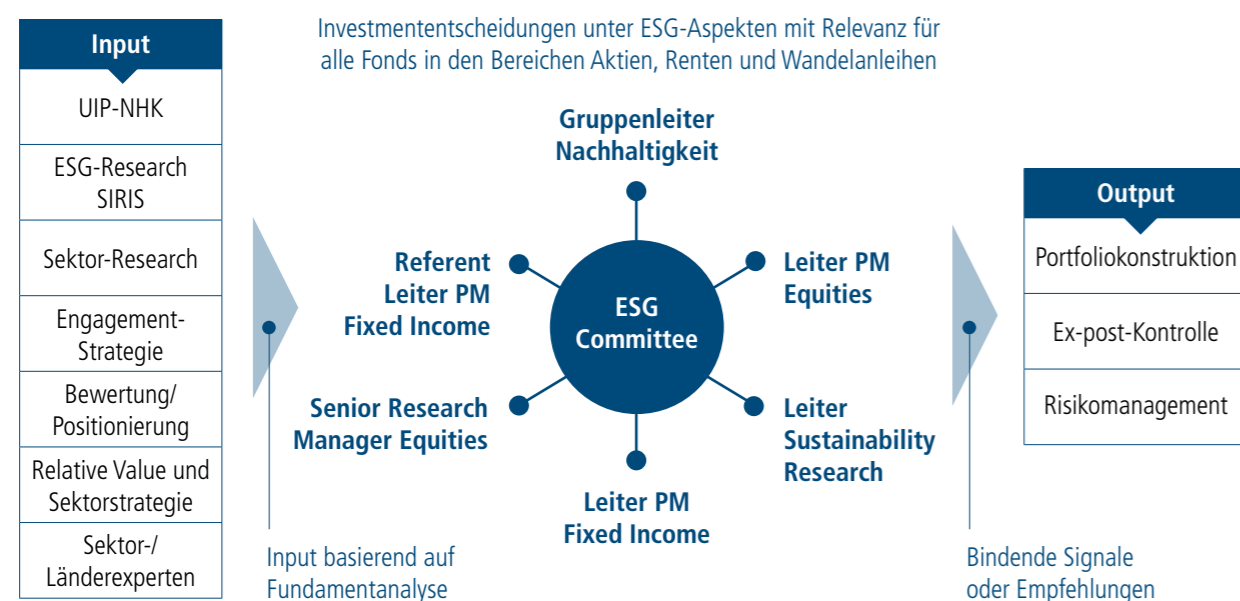 Input
UIP-NHK
ESG-Research
SIRIS
Sektor-Research
Engagement-
Strategie
Bewertung/
Positionierung
Relative Value und
Sektorstrategie
Sektor-/
Länderexperten
Investmententscheidungen unter ESG-Aspekten mit Relevanz für
alle Fonds in den Bereichen Aktien, Renten und Wandelanleihen
Gruppenleiter
Nachhaltigkeit
Referent
Leiter PM
Fixed Income
Leiter PM
Equities
ESG
Committee
Senior Research
Manager Equities
Leiter
Sustainability
Research
Leiter PM
Fixed Income
Input basierend auf
Fundamentanalyse
Bindende Signale
oder Empfehlungen
Output
Portfoliokonstruktion
Ex-post-Kontrolle
Risikomanagement